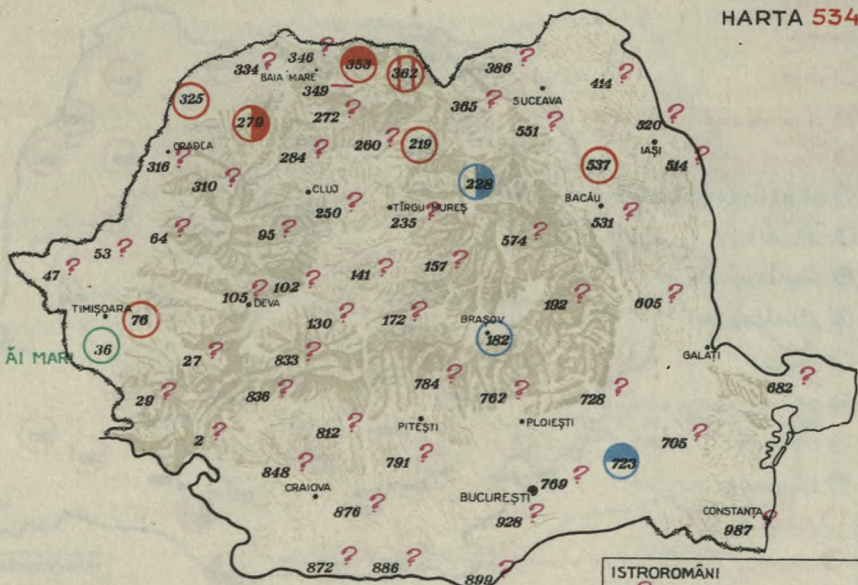 HARTA 534
334 ? 346 ?
BAIA MARE
353
362
386 ?
414 ?
349 —
325
279
272 ?
365 ?
SUCEAVA
551 ?
520 ?
IAȘI
514 ?
ORADEA
316 ?
284 ?
260 ?
219
537
310 ?
CLUJ
228
BACĂU
250 ?
TÎRGU-MUREȘ
235 ?
531 ?
64 ?
95 ?
574 ?
53 ?
47 ?
102 ?
141 ?
157 ?
105 ?
DEVA
192 ?
605 ?
TIMIȘOARA
76
130 ?
172 ?
BRAȘOV
182
36
ĂI MARI
27 ?
833 ?
GALAȚI
29 ?
836 ?
784 ?
762 ?
728 ?
682 ?
2 ?
812 ?
PITEȘTI
PLOIEȘTI
705 ?
848 ?
791 ?
723
CRAIOVA
769 ?
BUCUREȘTI
876 ?
928 ?
CONSTANȚA
987 ?
872 ?
886 ?
899 ?
ISTROROMÂNI